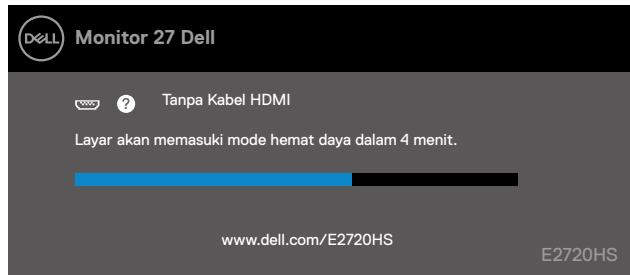 DELL
Monitor 27 Dell
? Tanpa Kabel HDMI
Layar akan memasuki mode hemat daya dalam 4 menit.
www.dell.com/E2720HS
E2720HS